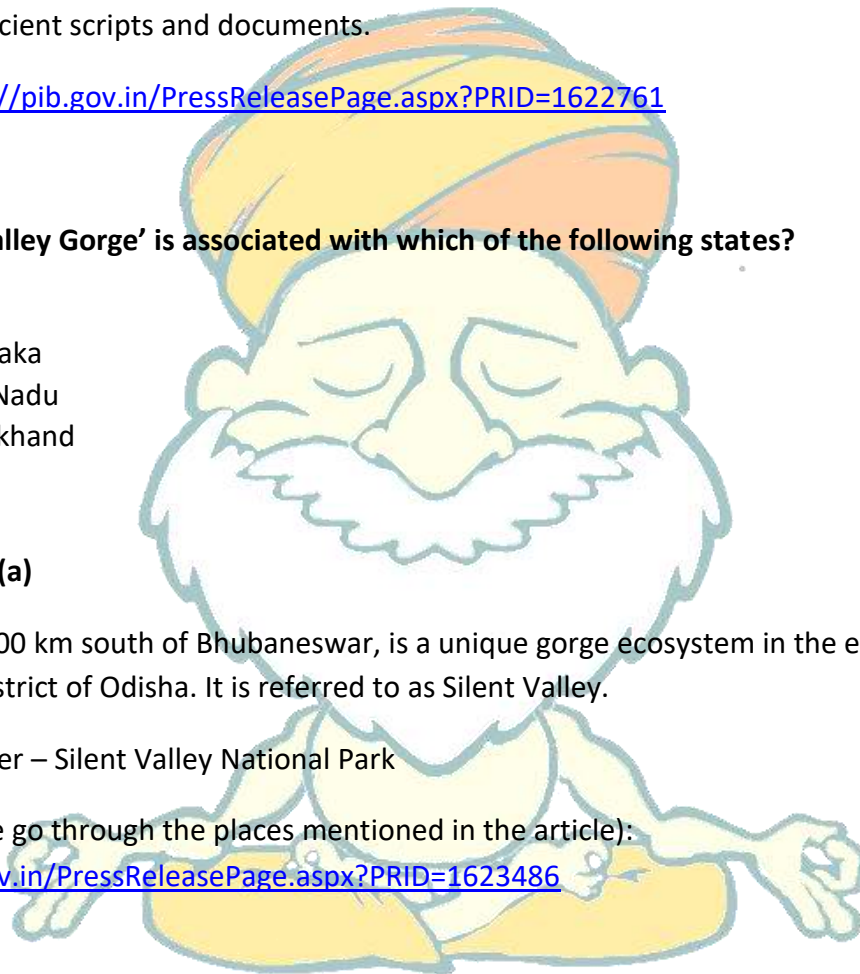 cient scripts and documents.
//pib.gov.in/PressReleasePage.aspx?PRID=1622761
alley Gorge’ is associated with which of the following states?
aka
Nadu
khand
(a)
00 km south of Bhubaneswar, is a unique gorge ecosystem in the e
strict of Odisha. It is referred to as Silent Valley.
er – Silent Valley National Park
e go through the places mentioned in the article):
v.in/PressReleasePage.aspx?PRID=1623486